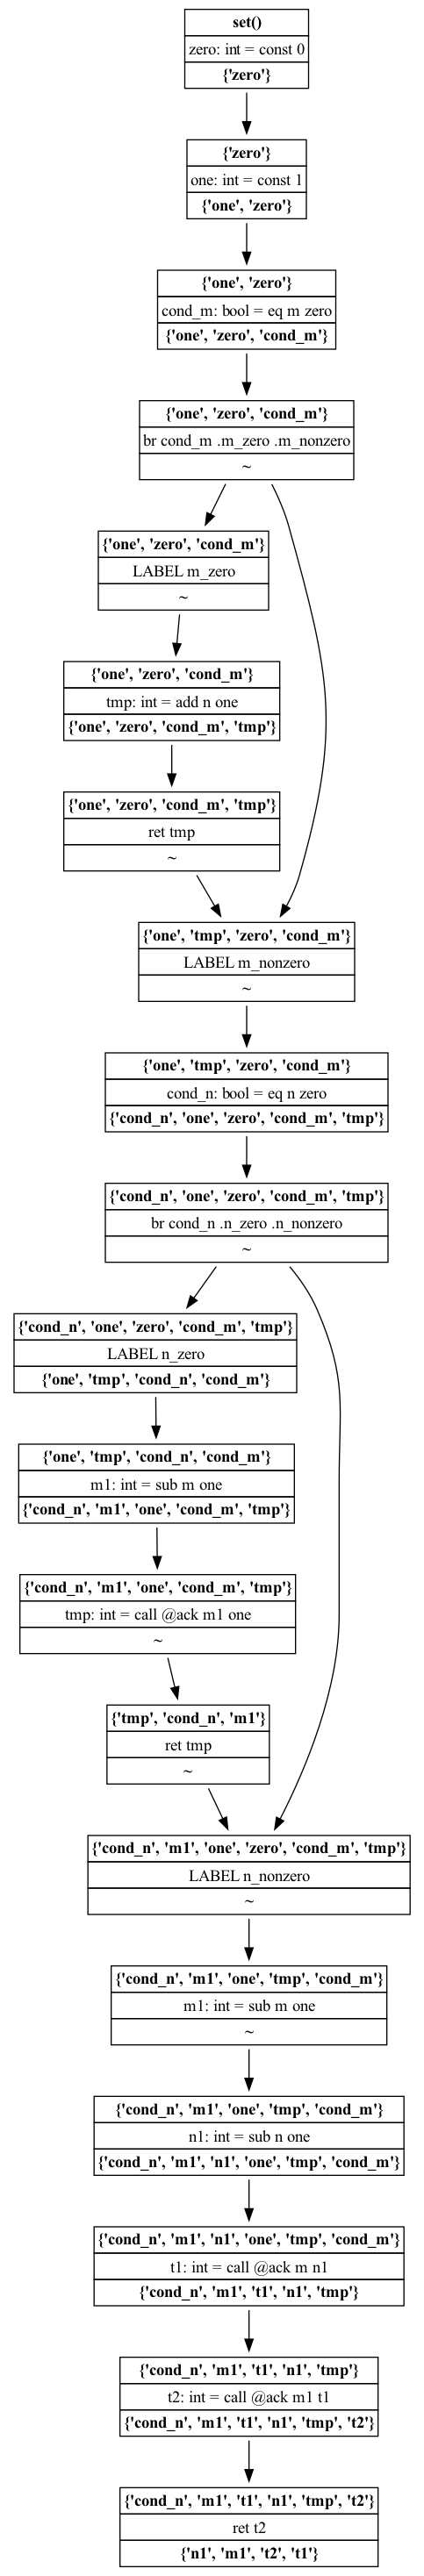 set()
zero: int = const 0
{'zero'}
{'zero'}
one: int = const 1
{'one', 'zero'}
{'one', 'zero'}
cond_m: bool = eq m zero
{'one', 'zero', 'cond_m'}
{'one', 'zero', 'cond_m'}
br cond_m .m_zero .m_nonzero
~
{'one', 'zero', 'cond_m'}
LABEL m_zero
~
{'one', 'zero', 'cond_m'}
tmp: int = add n one
{'one', 'zero', 'cond_m', 'tmp'}
{'one', 'zero', 'cond_m', 'tmp'}
ret tmp
~
{'one', 'tmp', 'zero', 'cond_m'}
LABEL m_nonzero
~
{'one', 'tmp', 'zero', 'cond_m'}
cond_n: bool = eq n zero
{'cond_n', 'one', 'zero', 'cond_m', 'tmp'}
{'cond_n', 'one', 'zero', 'cond_m', 'tmp'}
br cond_n .n_zero .n_nonzero
~
{'cond_n', 'one', 'zero', 'cond_m', 'tmp'}
LABEL n_zero
{'one', 'tmp', 'cond_n', 'cond_m'}
{'one', 'tmp', 'cond_n', 'cond_m'}
m1: int = sub m one
{'cond_n', 'm1', 'one', 'cond_m', 'tmp'}
{'cond_n', 'm1', 'one', 'cond_m', 'tmp'}
tmp: int = call @ack m1 one
~
{'tmp', 'cond_n', 'm1'}
ret tmp
~
{'cond_n', 'm1', 'one', 'zero', 'cond_m', 'tmp'}
LABEL n_nonzero
~
{'cond_n', 'm1', 'one', 'tmp', 'cond_m'}
m1: int = sub m one
~
{'cond_n', 'm1', 'one', 'tmp', 'cond_m'}
n1: int = sub n one
{'cond_n', 'm1', 'n1', 'one', 'tmp', 'cond_m'}
{'cond_n', 'm1', 'n1', 'one', 'tmp', 'cond_m'}
t1: int = call @ack m n1
{'cond_n', 'm1', 't1', 'n1', 'tmp'}
{'cond_n', 'm1', 't1', 'n1', 'tmp'}
t2: int = call @ack m1 t1
{'cond_n', 'm1', 't1', 'n1', 'tmp', 't2'}
{'cond_n', 'm1', 't1', 'n1', 'tmp', 't2'}
ret t2
{'n1', 'm1', 't2', 't1'}